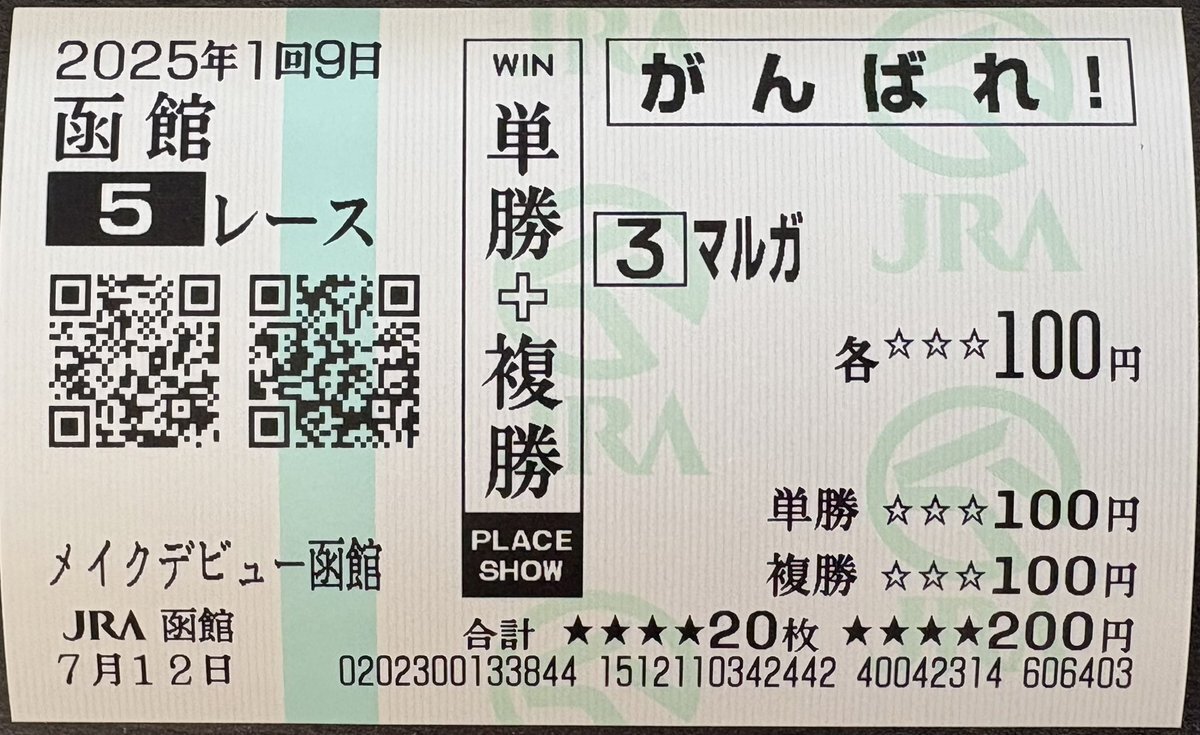 2025年1回9日
函館
5レース
メイクデビュー函館
JRA 函館
7月12日
WIN
単勝+複勝
PLACE
SHOW
がんばれ!
3 マルガ
各☆☆☆100円
単勝 ☆☆☆100円
複勝 ☆☆☆100円
合計 ★★★★20枚 ★★★★200円
0202300133844 1512110342442 40042314 606403
JRA
JRA
JRA
JRA